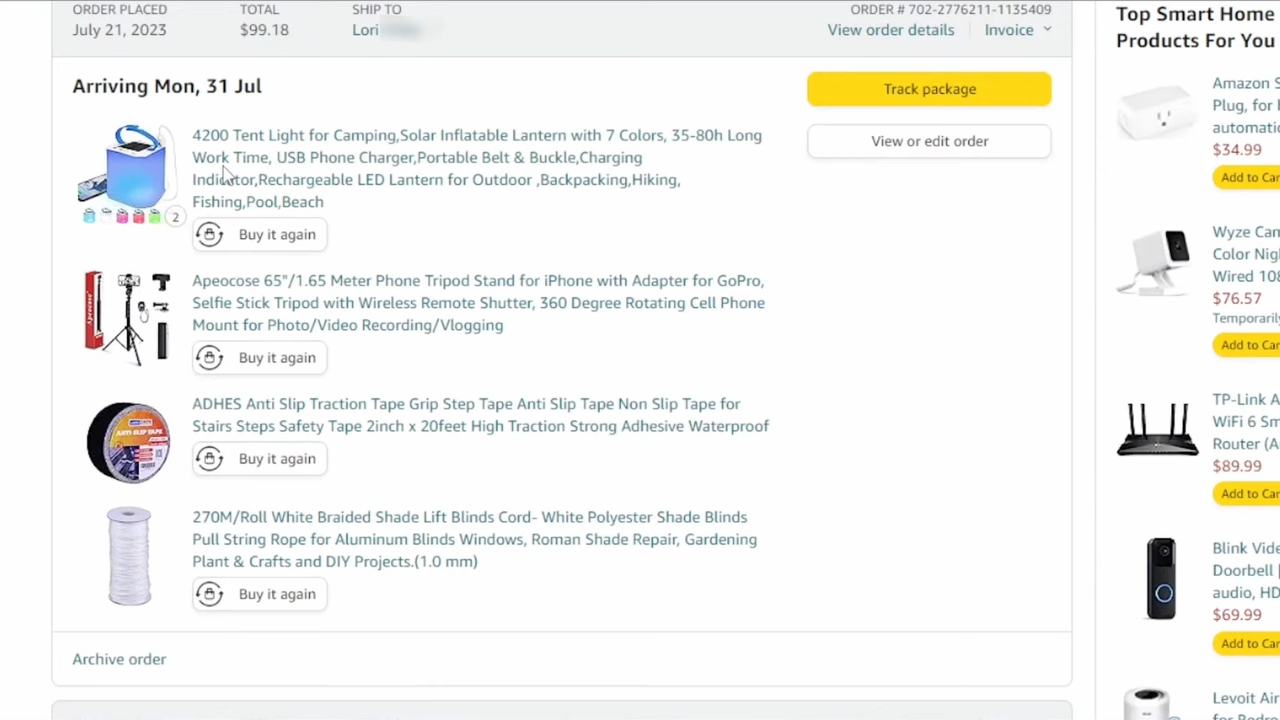 ORDER PLACED
TOTAL
SHIP TO
ORDER # 702-2776211-1135409
July 21, 2023
$99.18
Lori
View order details
Invoice
Arriving Mon, 31 Jul
Track package
View or edit order
4200 Tent Light for Camping,Solar Inflatable Lantern with 7 Colors, 35-80h Long
Work Time, USB Phone Charger,Portable Belt & Buckle,Charging
Indicator,Rechargeable LED Lantern for Outdoor ,Backpacking,Hiking,
Fishing,Pool,Beach
2
Buy it again
Apeocose 65"/1.65 Meter Phone Tripod Stand for iPhone with Adapter for GoPro,
Selfie Stick Tripod with Wireless Remote Shutter, 360 Degree Rotating Cell Phone
Mount for Photo/Video Recording/Vlogging
Apeocose
Buy it again
ADHES Anti Slip Traction Tape Grip Step Tape Anti Slip Tape Non Slip Tape for
Stairs Steps Safety Tape 2inch x 20feet High Traction Strong Adhesive Waterproof
ANTI SLIP TAPE
Buy it again
270M/Roll White Braided Shade Lift Blinds Cord- White Polyester Shade Blinds
Pull String Rope for Aluminum Blinds Windows, Roman Shade Repair, Gardening
Plant & Crafts and DIY Projects.(1.0 mm)
Buy it again
Archive order
Top Smart Home
Products For You
Amazon S
Plug, for
automatic
$34.99
Add to Car
Wyze Cam
Color Nig
Wired 108
$76.57
Temporarily
Add to Car
TP-Link A
WiFi 6 Sm
Router (A
$89.99
Add to Car
Blink Vide
Doorbell |
audio, HD
$69.99
Add to Car
Levoit Air